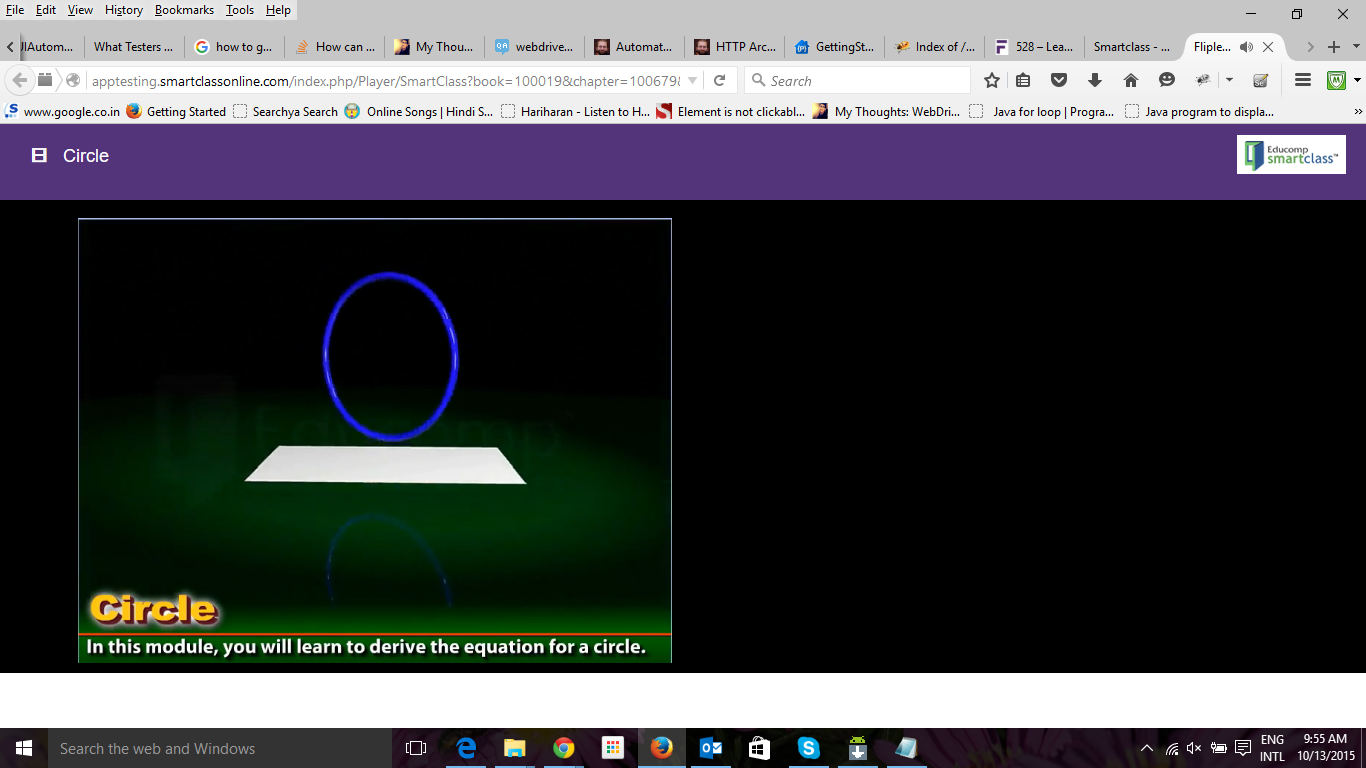 File Edit View History Bookmarks Tools Help
JIAutom... What Testers ... how to g... How can ... My Thou... webdrive... Automat... HTTP Arc... GettingSt... Index of /... 528 – Lea... Smartclass - ... Fliple...
apptesting.smartclassonline.com/index.php/Player/SmartClass?book=100019&chapter=100679& Search
www.google.co.in Getting Started Searchya Search Online Songs | Hindi S... Hariharan - Listen to H... Element is not clickabl... My Thoughts: WebDri... Java for loop | Progra... Java program to displa... »
Circle
Educomp
smartclass™
Educomp
Circle
In this module, you will learn to derive the equation for a circle.
Search the web and Windows
ENG 9:55 AM
INTL 10/13/2015